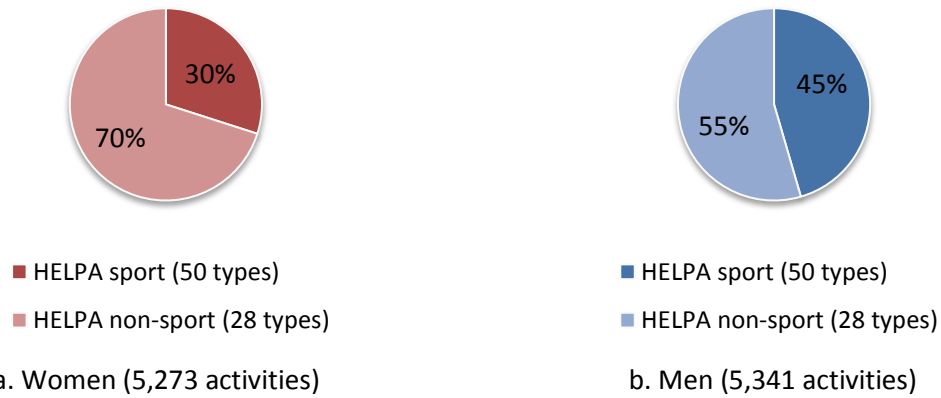 30%
70%
HELPA sport (50 types)
HELPA non-sport (28 types)
a. Women (5,273 activities)
45%
55%
HELPA sport (50 types)
HELPA non-sport (28 types)
b. Men (5,341 activities)